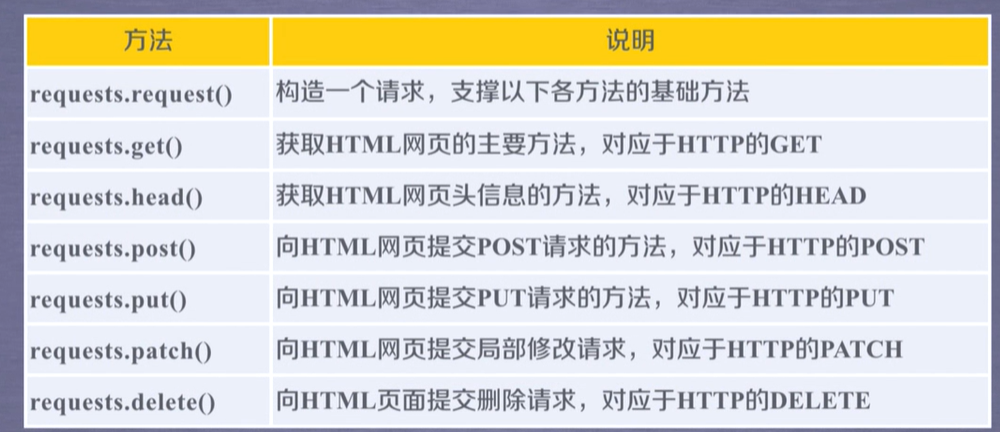 方法 说明
requests.request() 构造一个请求，支撑以下各方法的基础方法
requests.get() 获取HTML网页的主要方法，对应于HTTP的GET
requests.head() 获取HTML网页头信息的方法，对应于HTTP的HEAD
requests.post() 向HTML网页提交POST请求的方法，对应于HTTP的POST
requests.put() 向HTML网页提交PUT请求的方法，对应于HTTP的PUT
requests.patch() 向HTML网页提交局部修改请求，对应于HTTP的PATCH
requests.delete() 向HTML页面提交删除请求，对应于HTTP的DELETE